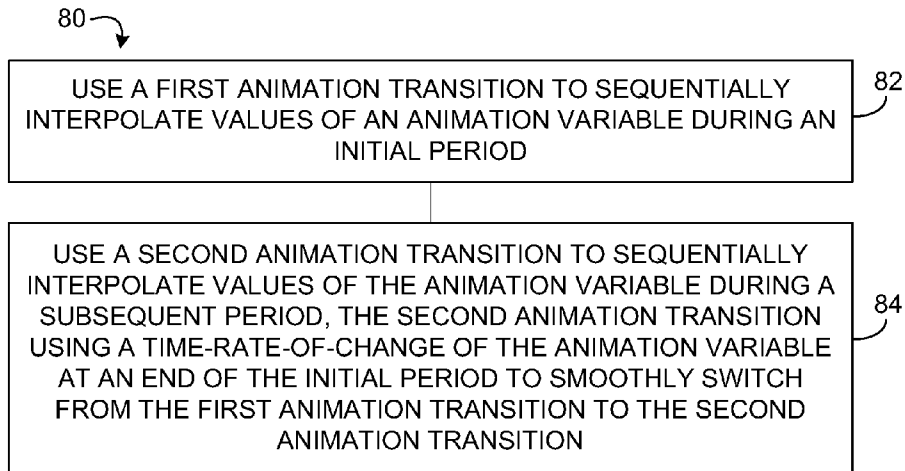 80
USE A FIRST ANIMATION TRANSITION TO SEQUENTIALLY
INTERPOLATE VALUES OF AN ANIMATION VARIABLE DURING AN
INITIAL PERIOD
82
USE A SECOND ANIMATION TRANSITION TO SEQUENTIALLY
INTERPOLATE VALUES OF THE ANIMATION VARIABLE DURING A
SUBSEQUENT PERIOD, THE SECOND ANIMATION TRANSITION
USING A TIME-RATE-OF-CHANGE OF THE ANIMATION VARIABLE
AT AN END OF THE INITIAL PERIOD TO SMOOTHLY SWITCH
FROM THE FIRST ANIMATION TRANSITION TO THE SECOND
ANIMATION TRANSITION
84